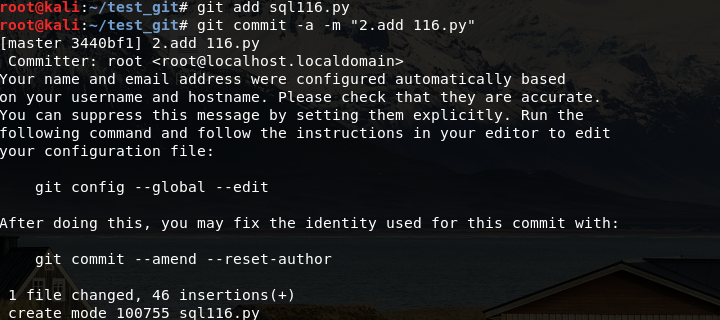 root@kali:~/test_git# git add sql116.py
root@kali:~/test_git# git commit -a -m "2.add 116.py"
[master 3440bf1] 2.add 116.py
 Committer: root <root@localhost.localdomain>
Your name and email address were configured automatically based
on your username and hostname. Please check that they are accurate.
You can suppress this message by setting them explicitly. Run the
following command and follow the instructions in your editor to edit
your configuration file:

    git config --global --edit

After doing this, you may fix the identity used for this commit with:

    git commit --amend --reset-author

 1 file changed, 46 insertions(+)
 create mode 100755 sql116.py